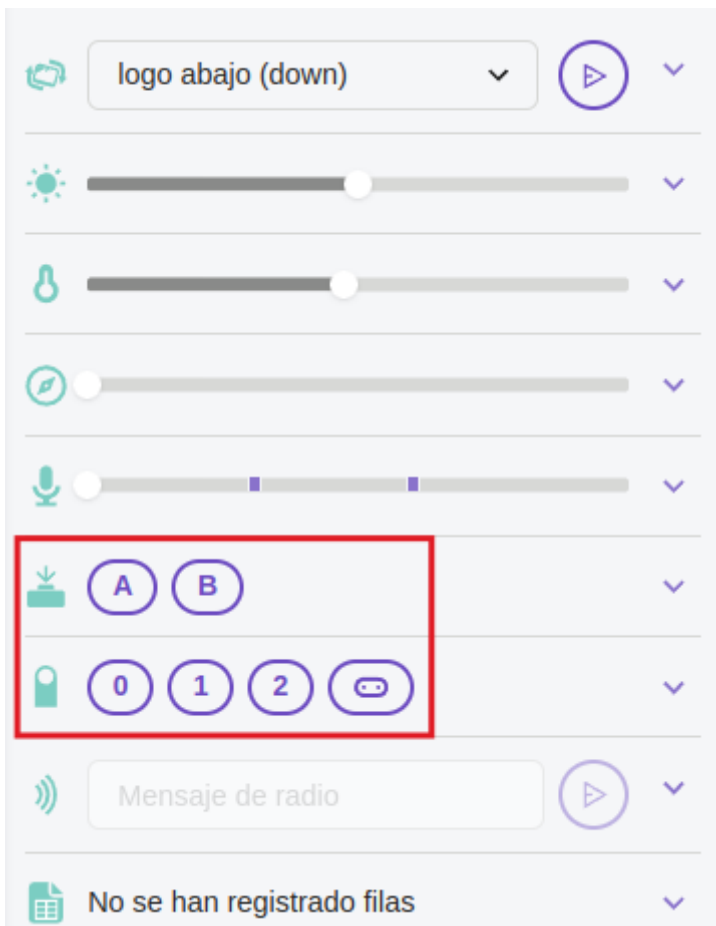 logo abajo (down)
A B
0 1 2
Mensaje de radio
No se han registrado filas